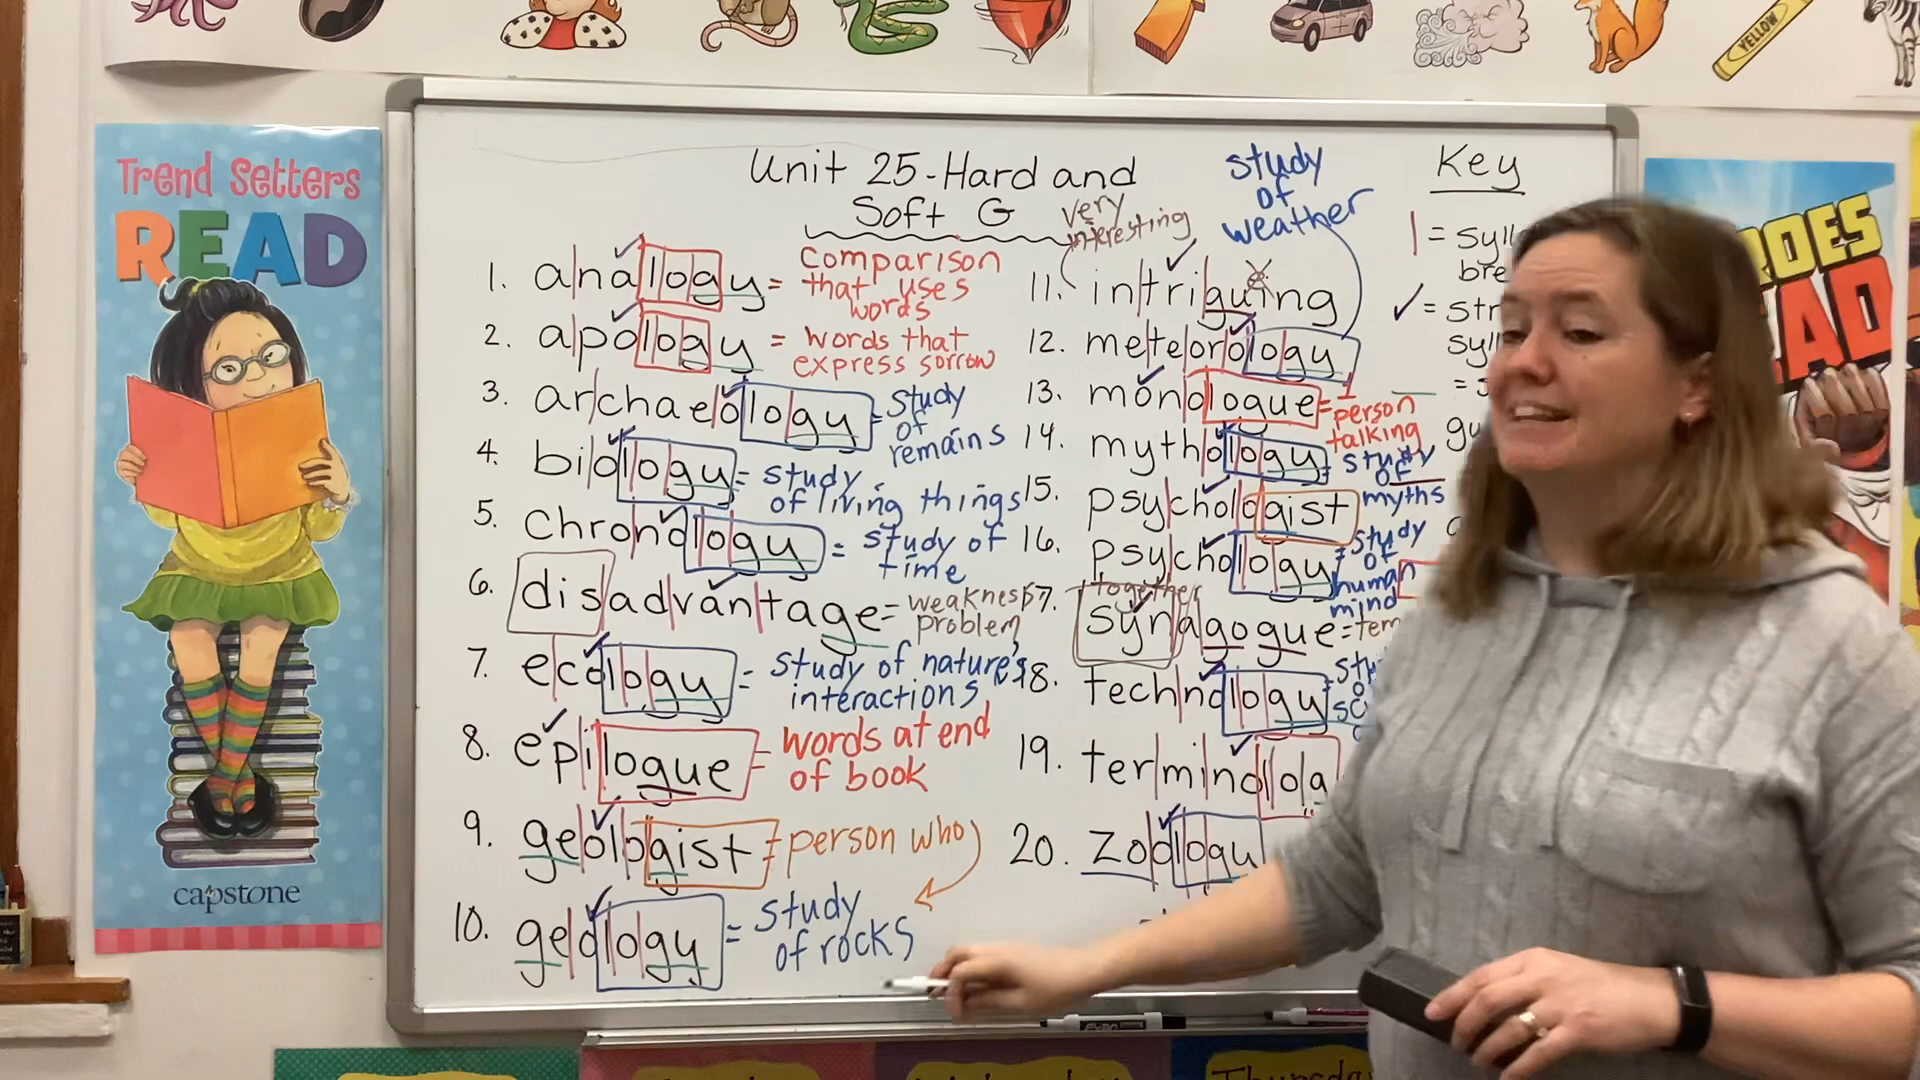 YELLOW
Trend Setters
READ
capstone
Unit 25-Hard and
Soft G
1. analogy = comparison
that uses
words
2. apology = words that
express sorrow
3. archaeology = study
of
remains
4. biology = study
of living things
5. chronology = study of
time
6. disadvantage = weakness
problem
7. ecology = study of nature's
interactions
8. epilogue = words at end
of book
9. geologist = person who
10. geology = study
of rocks
very
interesting
11. intriguing
study
of
weather
12. meteorology
13. monologue = 1
person
talking
14. mythology = study
of
myths
15. psychologist
16. psychology = study
of
human
mind
17. together
synagogue =
18. technology =
19.
20. zoology
Key
| =
✓ =
=
READ
EXPO